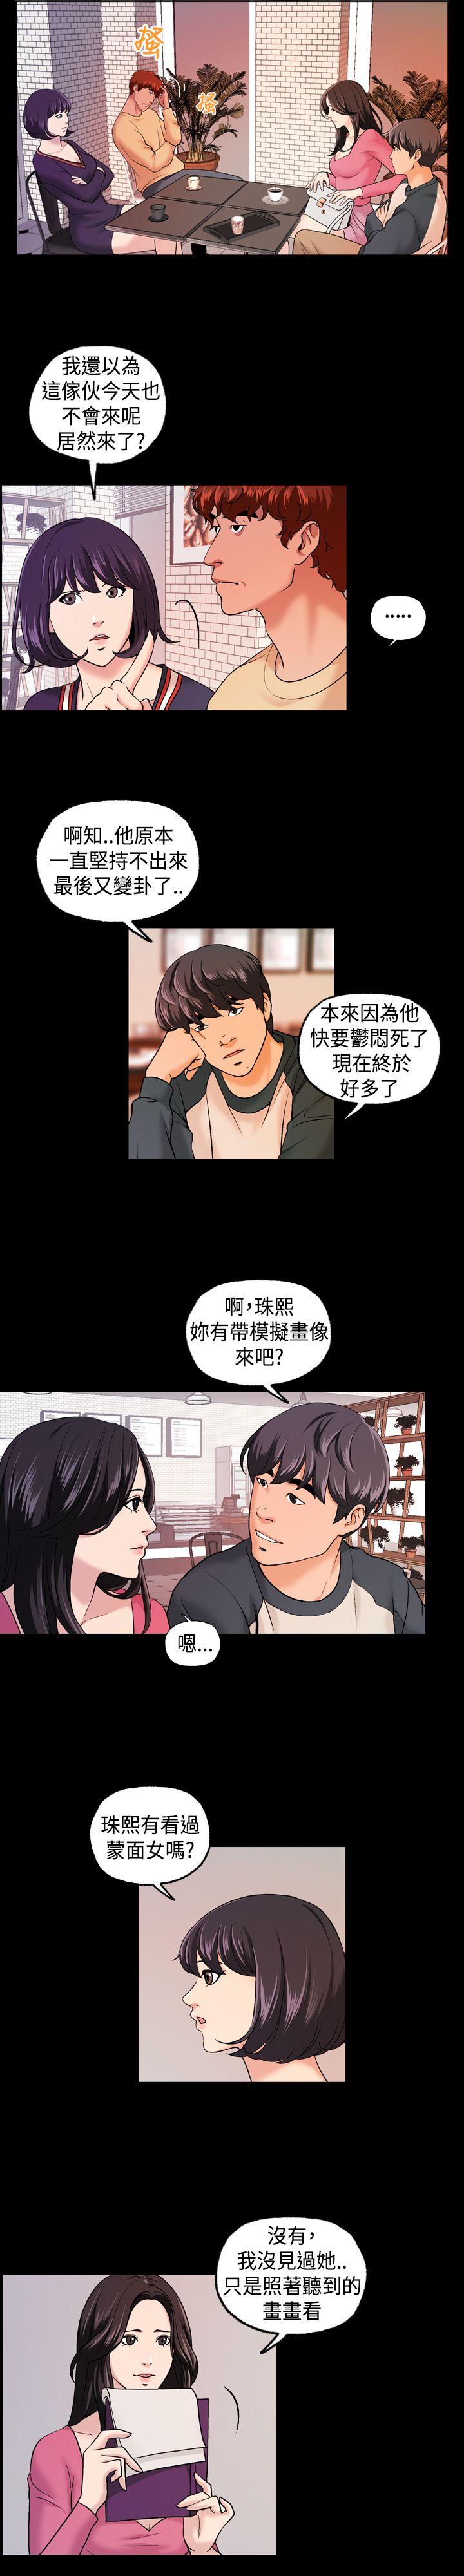 搔
搔
我還以為
這傢伙今天也
不會來呢
居然來了?
.....
啊知..他原本
一直堅持不出來
最後又變卦了..
本來因為他
快要鬱悶死了
現在終於
好多了
啊,珠熙
妳有帶模擬畫像
來吧?
嗯...
珠熙有看過
蒙面女嗎?
沒有,
我沒見過她..
只是照著聽到的
畫畫看